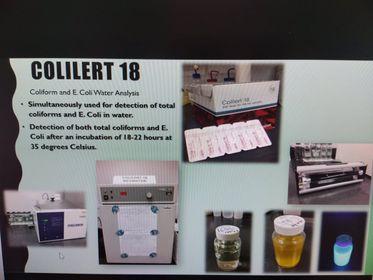 COLILERT 18
Coliform and E. Coli Water Analysis
• Simultaneously used for detection of total
coliforms and E. Coli in water.
• Detection of both total coliforms and E.
Coli after an incubation of 18-22 hours at
35 degrees Celsius.
Colilert 18